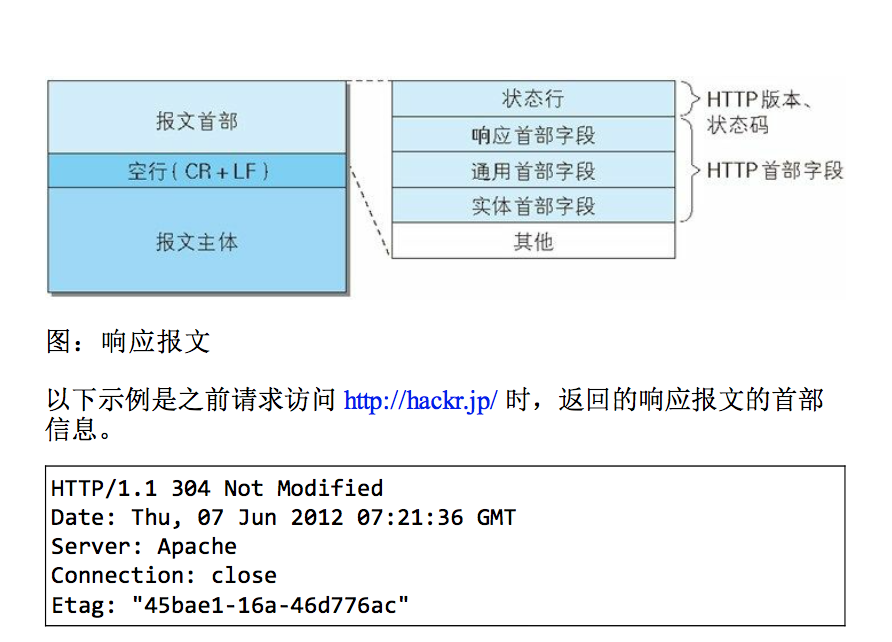 报文首部
空行（CR+LF）
报文主体
状态行
响应首部字段
通用首部字段
实体首部字段
其他
HTTP版本、
状态码
HTTP首部字段
图：响应报文
以下示例是之前请求访问 http://hackr.jp/ 时，返回的响应报文的首部
信息。
HTTP/1.1 304 Not Modified
Date: Thu, 07 Jun 2012 07:21:36 GMT
Server: Apache
Connection: close
Etag: "45bae1-16a-46d776ac"